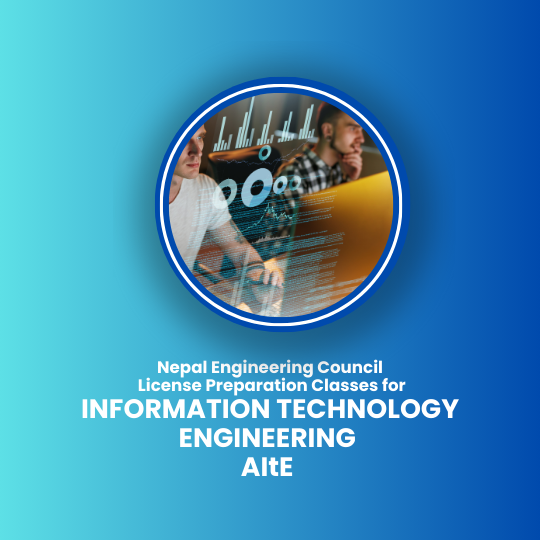 Nepal Engineering Council
License Preparation Classes for
INFORMATION TECHNOLOGY
ENGINEERING
AItE